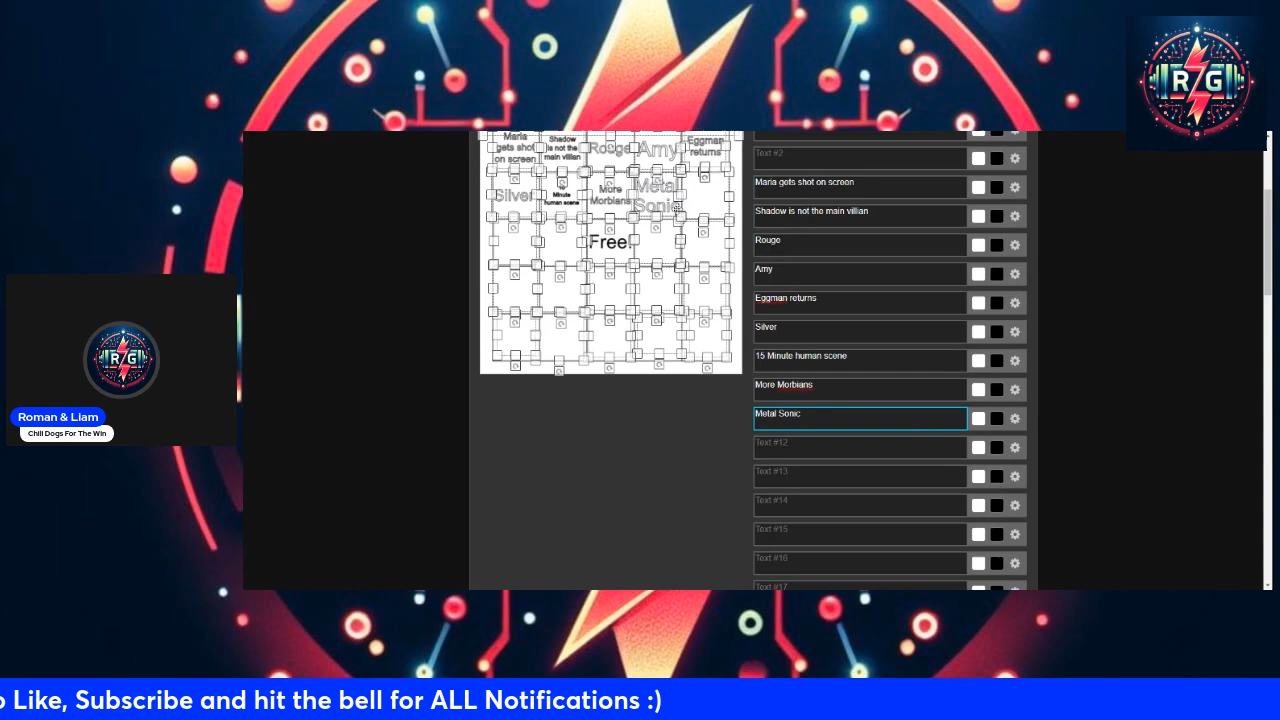 R G
Maria
gets shot
on screen
Shadow
is not the
main villian
Rouge
Amy
Eggman
returns
Silver
Minute
human scene
More
Morbians
Metal
Sonic
Free!
Text #2
Maria gets shot on screen
Shadow is not the main villian
Rouge
Amy
Eggman returns
Silver
15 Minute human scene
More Morbians
Metal Sonic
Text #12
Text #13
Text #14
Text #15
Text #16
Text #17
R G
Roman & Liam
Chill Dogs For The Win
o Like, Subscribe and hit the bell for ALL Notifications :)